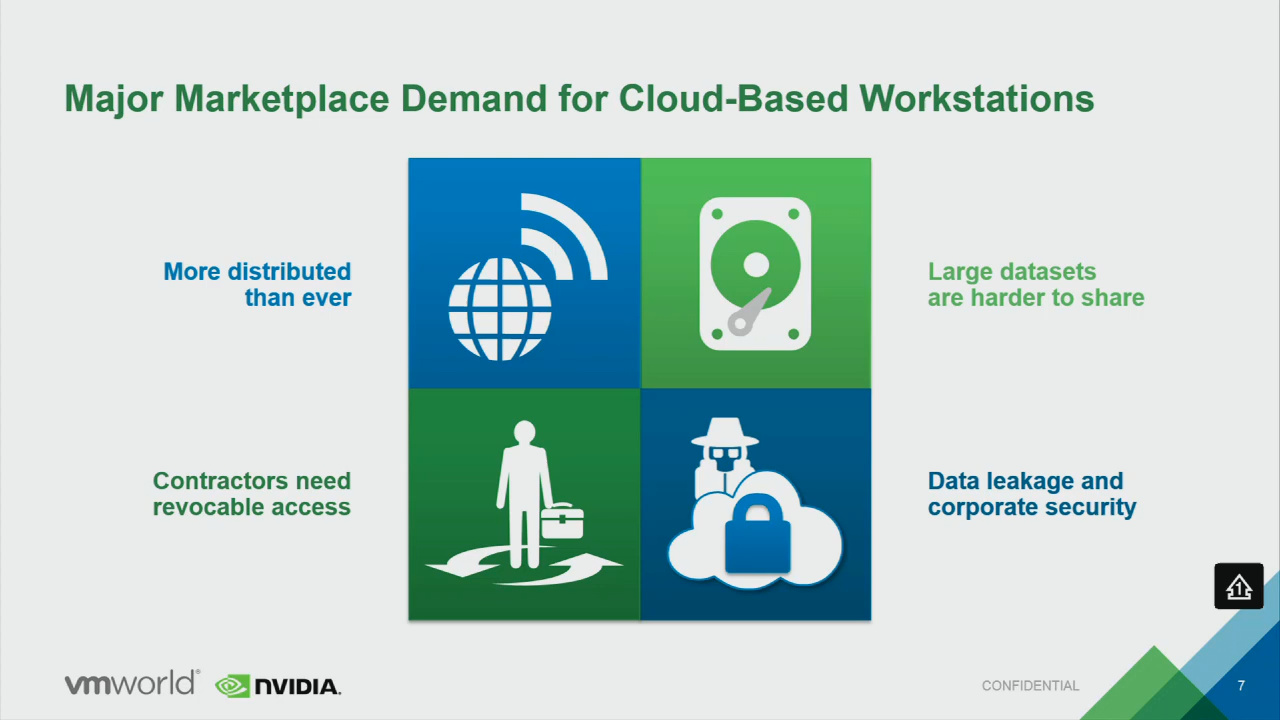 Major Marketplace Demand for Cloud-Based Workstations
More distributed
than ever
Large datasets
are harder to share
Contractors need
revocable access
Data leakage and
corporate security
1
vmworld®
NVIDIA.
CONFIDENTIAL
7